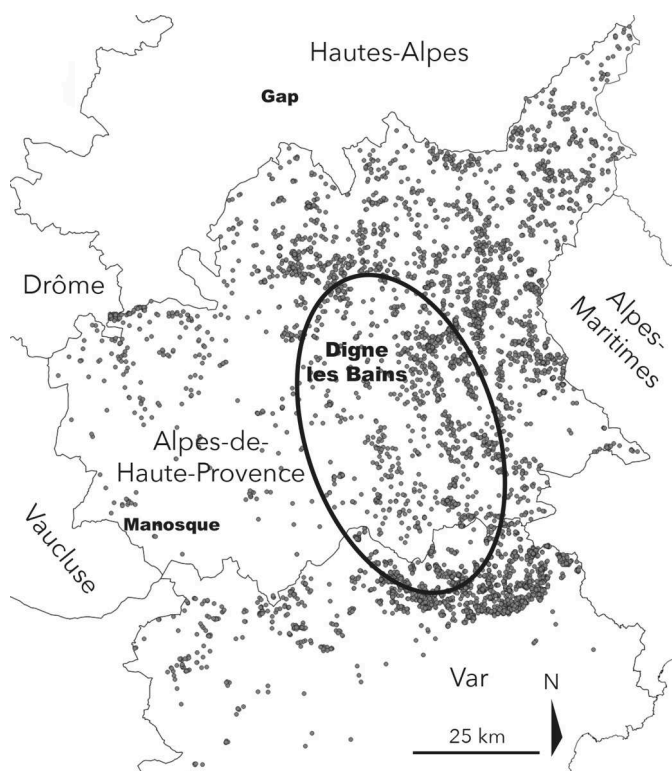 Hautes-Alpes
Gap
Drôme
Alpes-
Maritimes
Digne
les Bains
Alpes-de-
Haute-Provence
Manosque
Vaucluse
Var
N
25 km